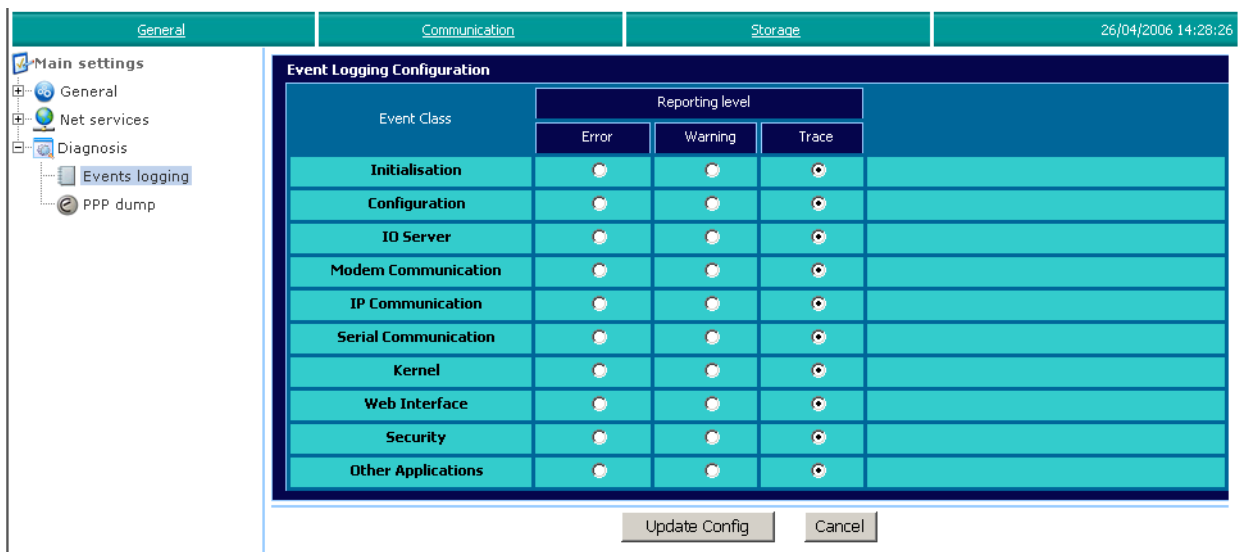 General Communication Storage 26/04/2006 14:28:26
Main settings
General
Net services
Diagnosis
Events logging
PPP dump
Event Logging Configuration
Event Class
Reporting level
Error Warning Trace
Initialisation
Configuration
IO Server
Modem Communication
IP Communication
Serial Communication
Kernel
Web Interface
Security
Other Applications
Update Config Cancel